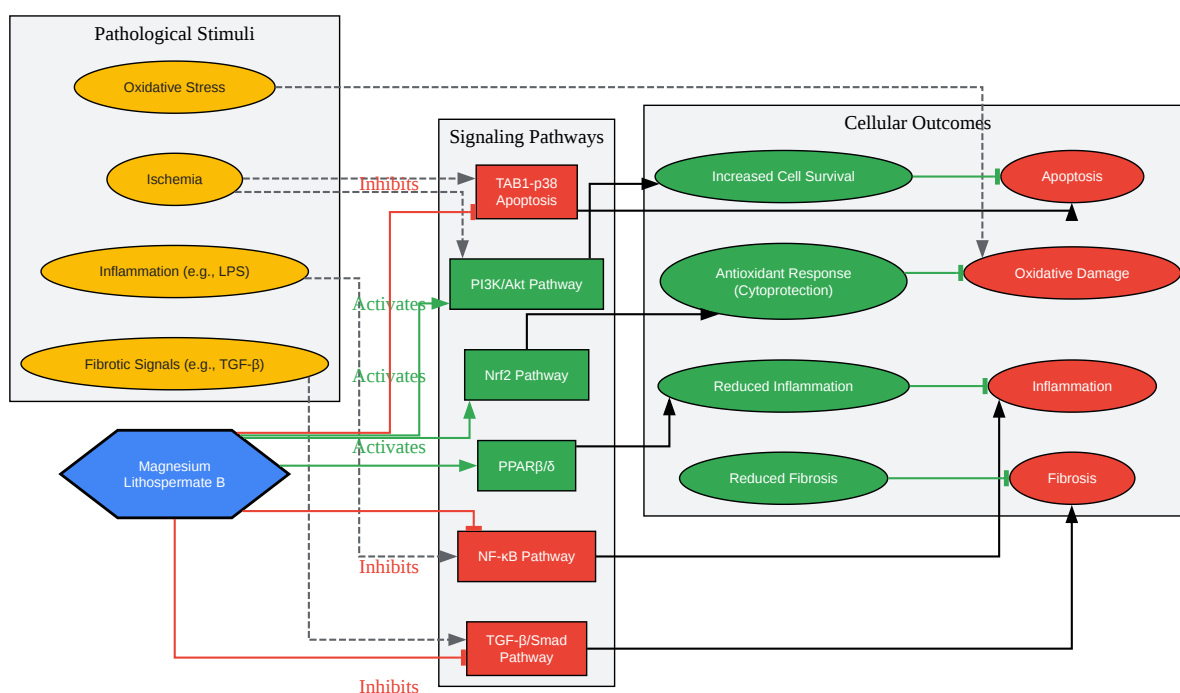 Pathological Stimuli
Oxidative Stress
Ischemia
Inflammation (e.g., LPS)
Fibrotic Signals (e.g., TGF-β)
Magnesium
Lithospermate B
Inhibits
Activates
Activates
Activates
Inhibits
Inhibits
Signaling Pathways
TAB1-p38
Apoptosis
PI3K/Akt Pathway
Nrf2 Pathway
PPARβ/δ
NF-κB Pathway
TGF-β/Smad
Pathway
Cellular Outcomes
Increased Cell Survival
Apoptosis
Antioxidant Response
(Cytoprotection)
Oxidative Damage
Reduced Inflammation
Inflammation
Reduced Fibrosis
Fibrosis